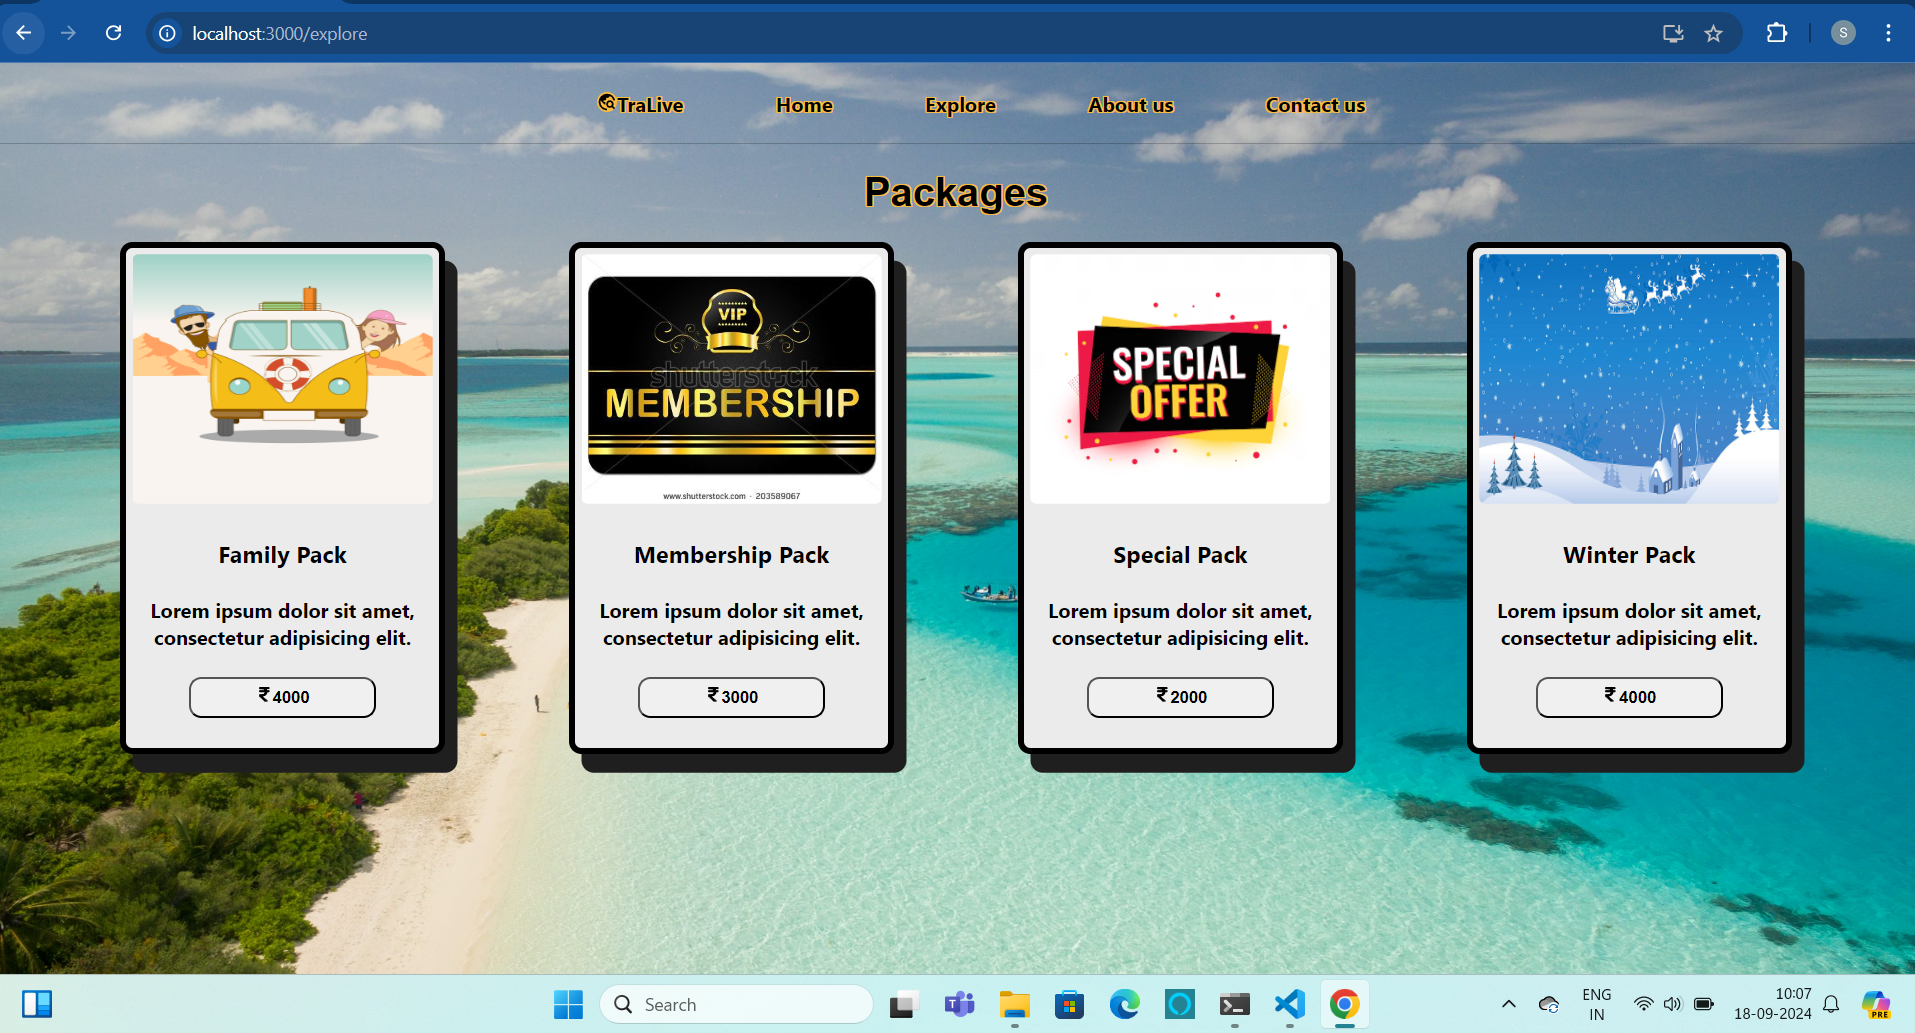 localhost:3000/explore
S
TraLive Home Explore About us Contact us
Packages
VIP
shutterstock
MEMBERSHIP
www.shutterstock.com · 203589067
SPECIAL
OFFER
Family Pack
Lorem ipsum dolor sit amet,
consectetur adipisicing elit.
₹ 4000
Membership Pack
Lorem ipsum dolor sit amet,
consectetur adipisicing elit.
₹ 3000
Special Pack
Lorem ipsum dolor sit amet,
consectetur adipisicing elit.
₹ 2000
Winter Pack
Lorem ipsum dolor sit amet,
consectetur adipisicing elit.
₹ 4000
Search
T
ENG
IN
10:07
18-09-2024
PRE